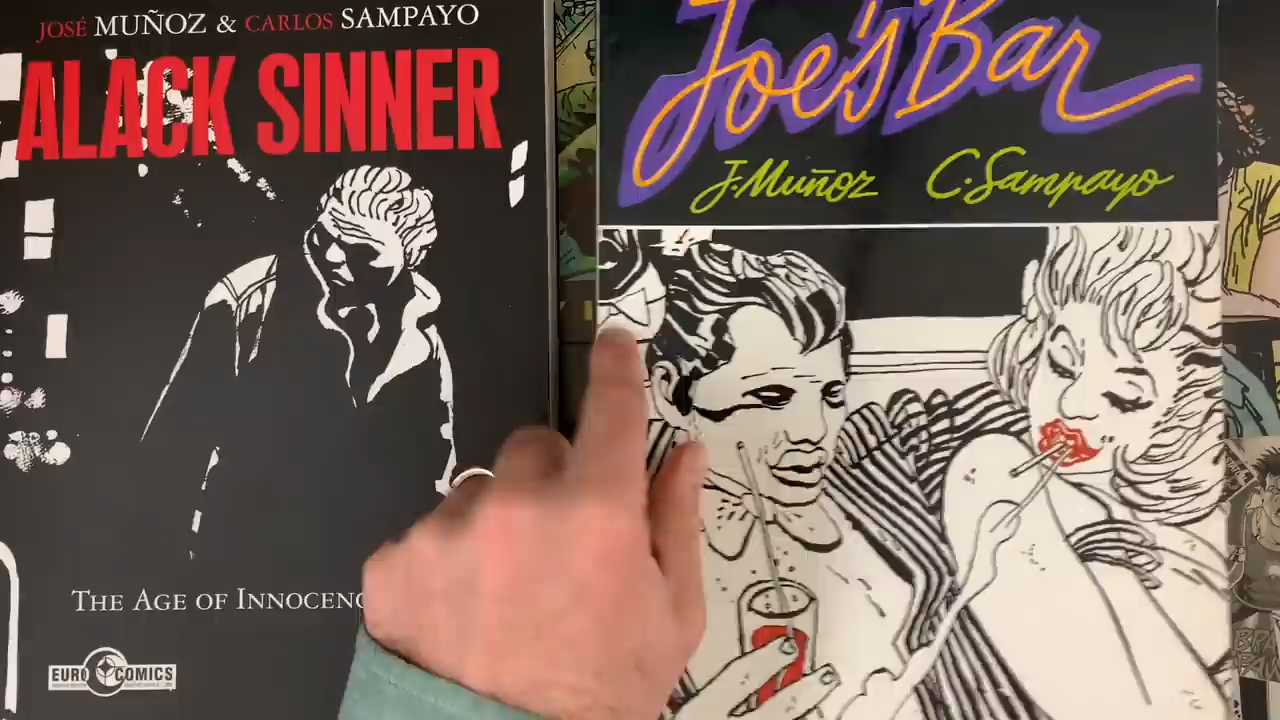 JOSÉ MUÑOZ & CARLOS SAMPAYO
ALACK SINNER
THE AGE OF INNOCENC
EURO COMICS
Joe's Bar
J. Muñoz C. Sampayo